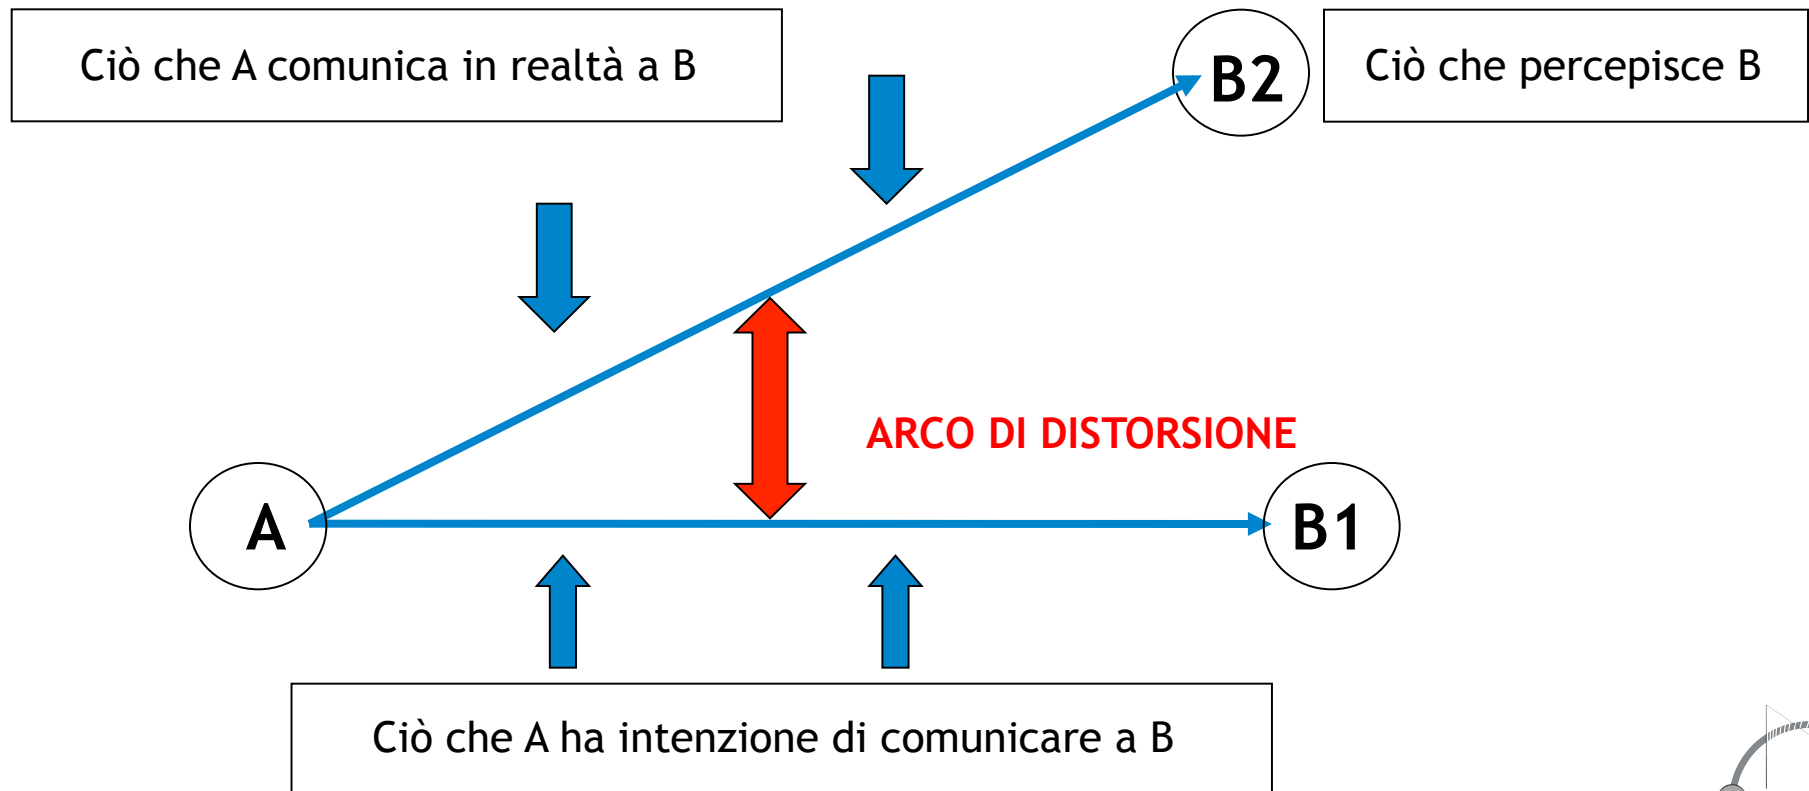 Ciò che A comunica in realtà a B
B2
Ciò che percepisce B
ARCO DI DISTORSIONE
A
B1
Ciò che A ha intenzione di comunicare a B